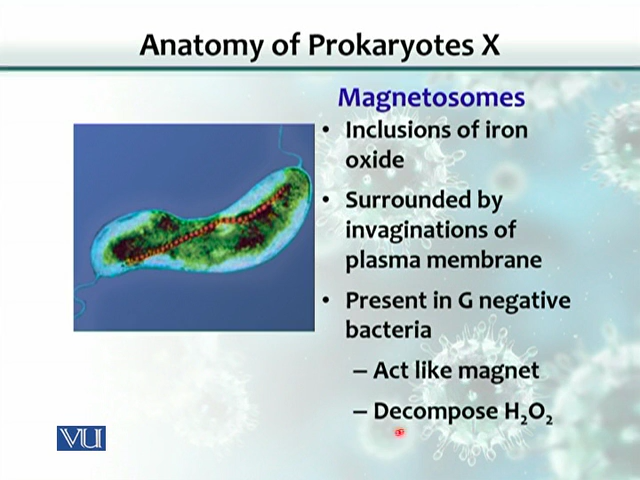 Anatomy of Prokaryotes X
Magnetosomes
• Inclusions of iron
oxide
• Surrounded by
invaginations of
plasma membrane
• Present in G negative
bacteria
– Act like magnet
– Decompose H₂O₂
VU